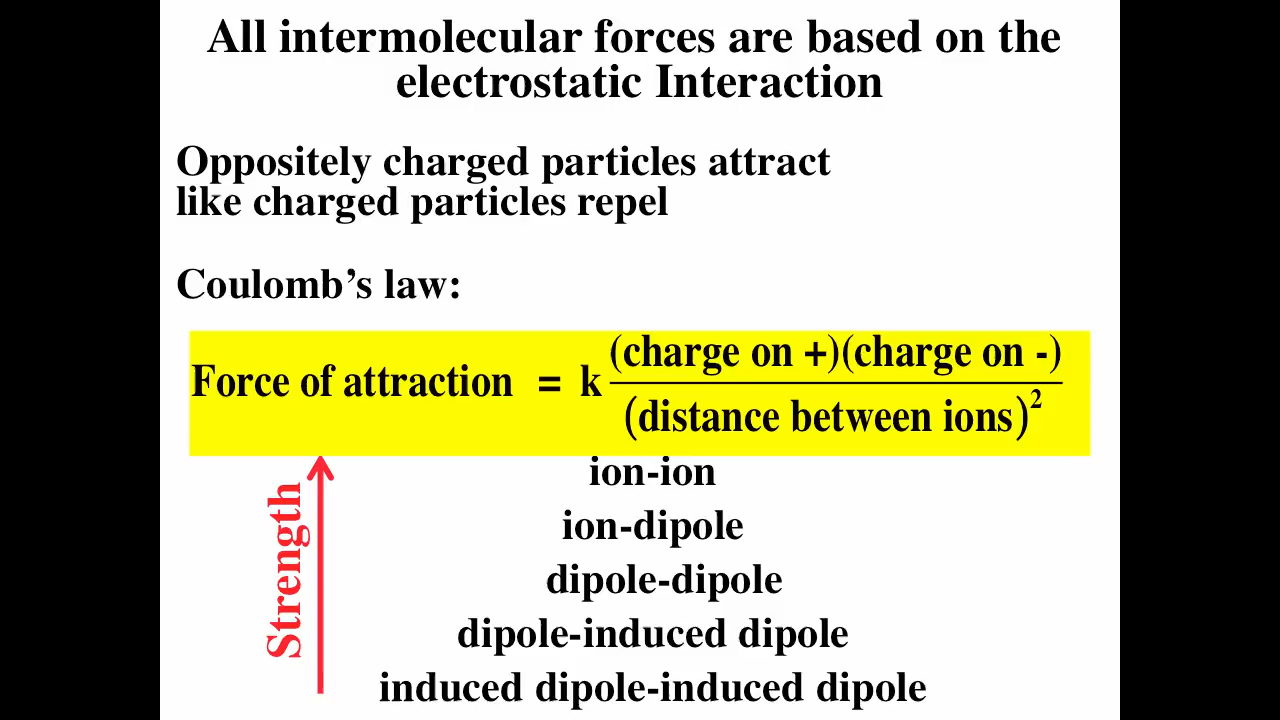 All intermolecular forces are based on the
electrostatic Interaction
Oppositely charged particles attract
like charged particles repel
Coulomb’s law:
Force of attraction = k (charge on +)(charge on -) / (distance between ions)²
ion-ion
ion-dipole
dipole-dipole
dipole-induced dipole
induced dipole-induced dipole
Strength